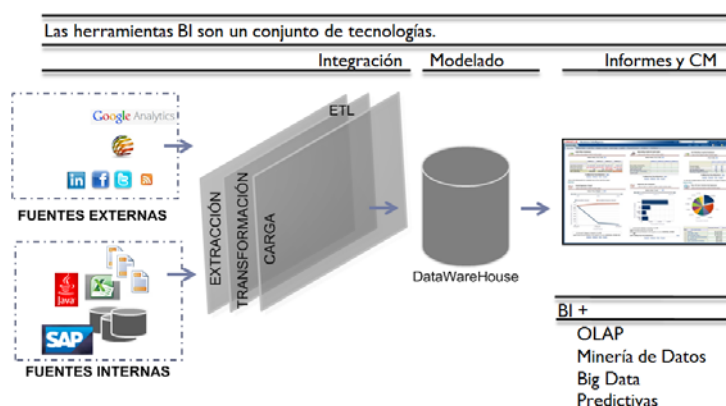 Las herramientas BI son un conjunto de tecnologías.
Integración
Modelado
Informes y CM
Google Analytics
in f t
FUENTES EXTERNAS
ETL
EXTRACCIÓN
TRANSFORMACIÓN
CARGA
DataWareHouse
Java
SAP
FUENTES INTERNAS
BI +
OLAP
Minería de Datos
Big Data
Predictivas